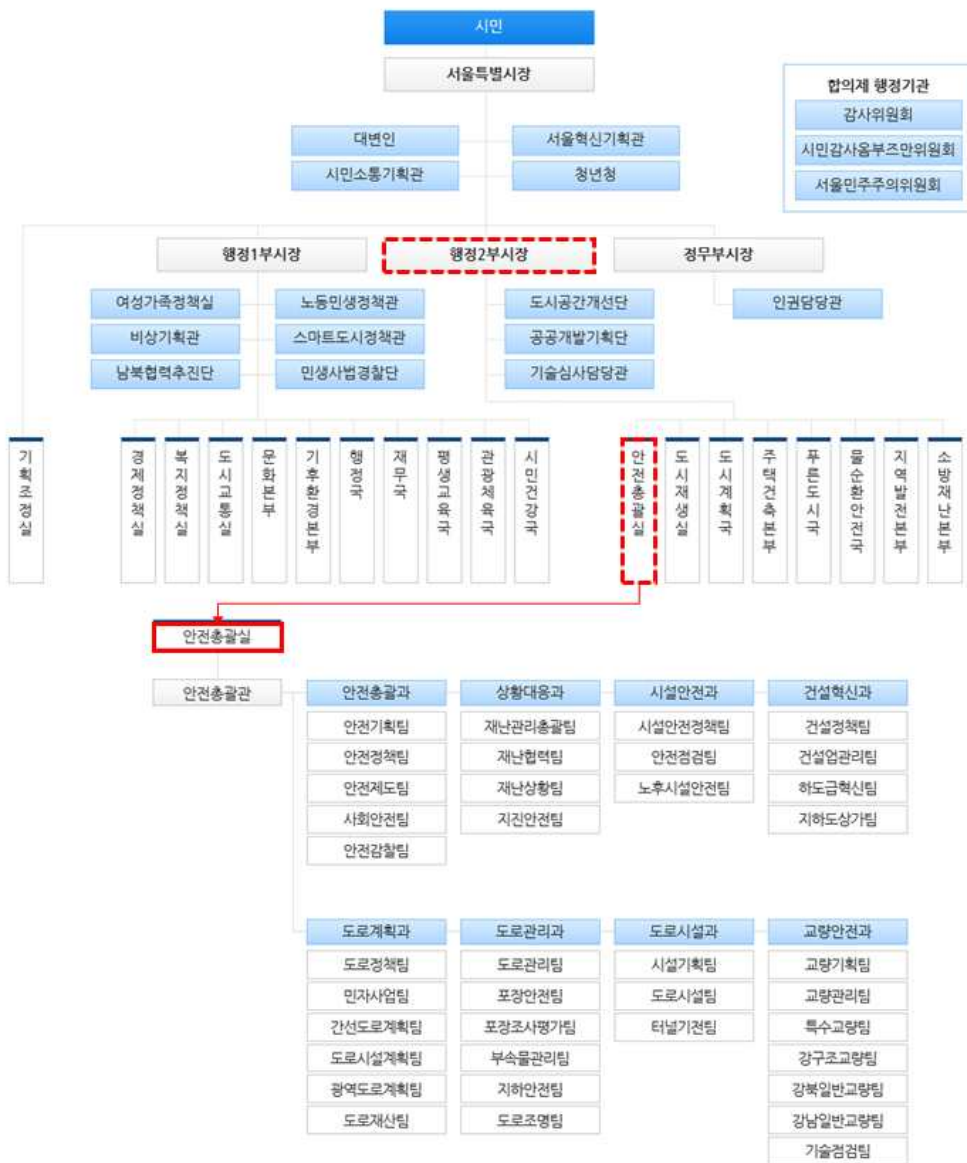 시민
서울특별시장
합의제 행정기관
감사위원회
시민감사옴부즈만위원회
서울민주주의위원회
대변인
서울혁신기획관
시민소통기획관
청년청
행정1부시장
행정2부시장
정무부시장
여성가족정책실
노동민생정책관
도시공간개선단
인권담당관
비상기획관
스마트도시정책관
공공개발기획단
남북협력추진단
민생사법경찰단
기술심사담당관
기획조정실
경제정책실
복지정책실
도시교통실
문화본부
기후환경본부
행정국
재무국
평생교육국
관광체육국
시민건강국
안전총괄실
도시재생실
도시계획국
주택건축본부
푸른도시국
물순환안전국
지역발전본부
소방재난본부
안전총괄실
안전총괄관
안전총괄과
안전기획팀
안전정책팀
안전제도팀
사회안전팀
안전감찰팀
상황대응과
재난관리총괄팀
재난협력팀
재난상황팀
지진안전팀
시설안전과
시설안전정책팀
안전점검팀
노후시설안전팀
건설혁신과
건설정책팀
건설업관리팀
하도급혁신팀
지하도상가팀
도로계획과
도로정책팀
민자사업팀
간선도로계획팀
도로시설계획팀
광역도로계획팀
도로재산팀
도로관리과
도로관리팀
포장안전팀
포장조사평가팀
부속물관리팀
지하안전팀
도로조명팀
도로시설과
시설기획팀
도로시설팀
터널기전팀
교량안전과
교량기획팀
교량관리팀
특수교량팀
강구조교량팀
강북일반교량팀
강남일반교량팀
기술점검팀